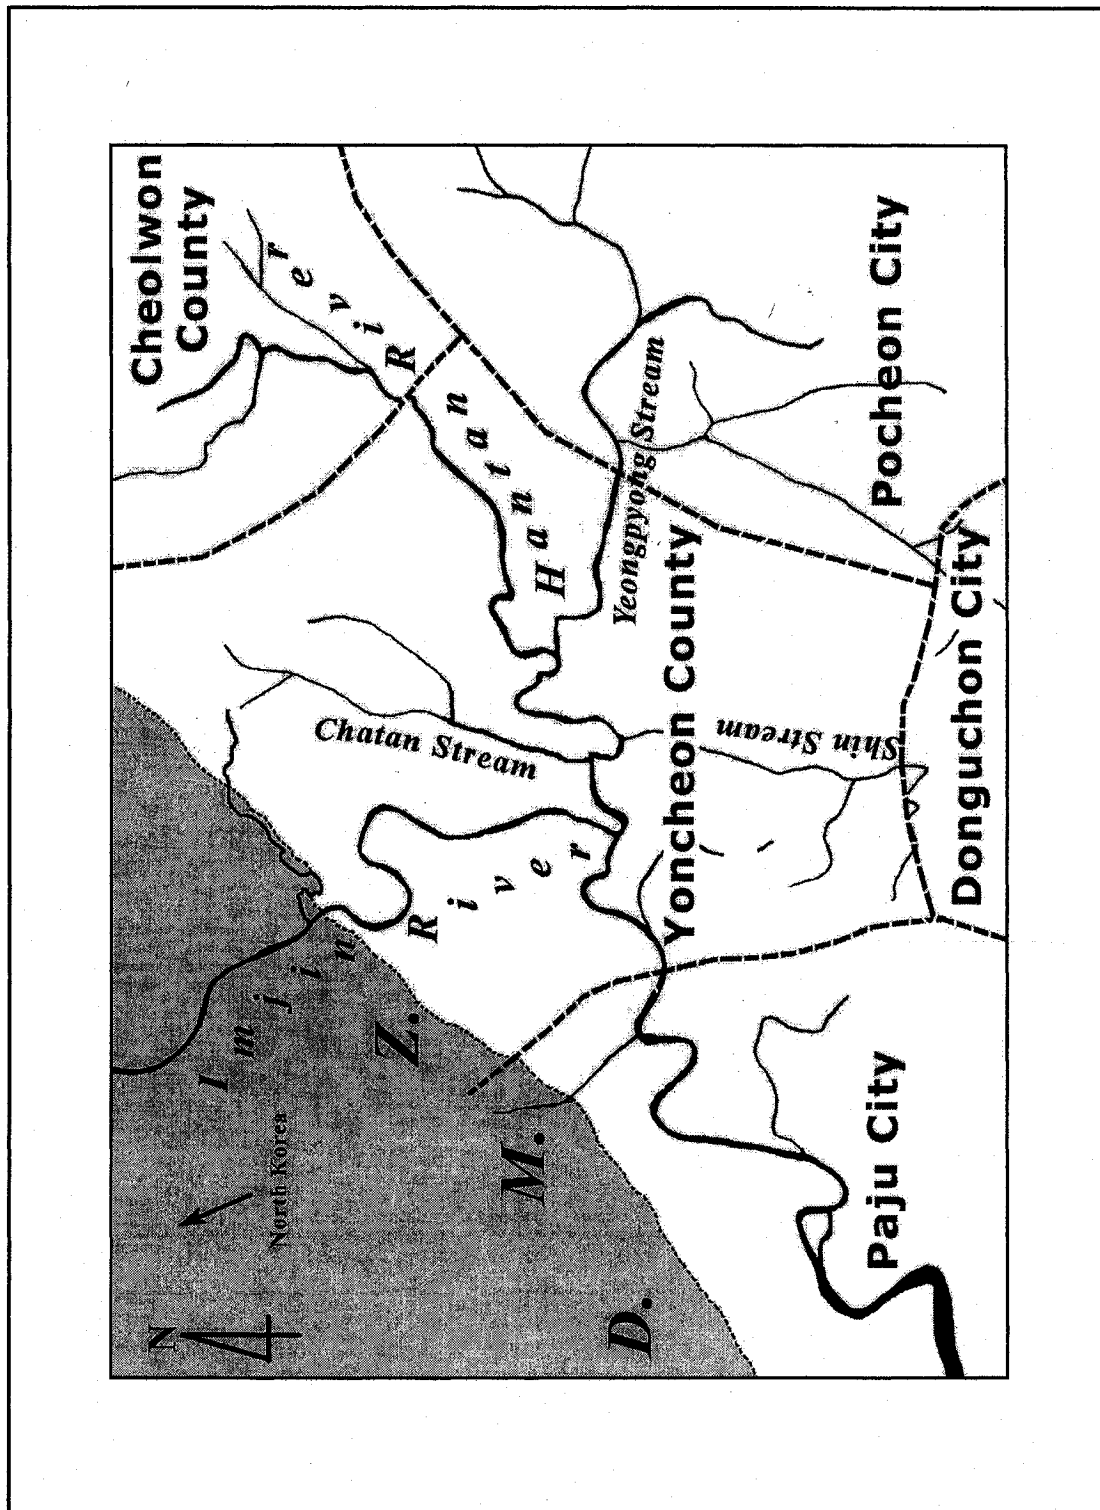 Cheolwon
County
Hantan River
Yeongpyong Stream
Pocheon City
Yoncheon County
Donguchon City
Chatan Stream
Shin Stream
Imjin River
D. M. Z.
North Korea
N
Paju City